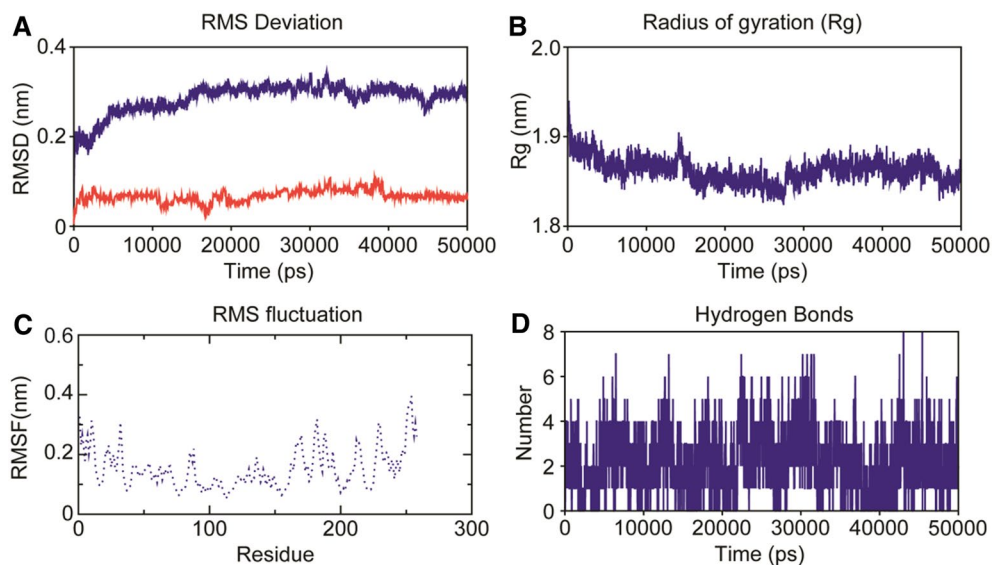 A
RMS Deviation
0.4
0.2
0
RMSD (nm)
0 10000 20000 30000 40000 50000
Time (ps)
B
Radius of gyration (Rg)
2.0
1.9
1.8
Rg (nm)
0 10000 20000 30000 40000 50000
Time (ps)
C
RMS fluctuation
0.6
0.4
0.2
0
RMSF(nm)
0 100 200 300
Residue
D
Hydrogen Bonds
8
6
4
2
0
Number
0 10000 20000 30000 40000 50000
Time (ps)